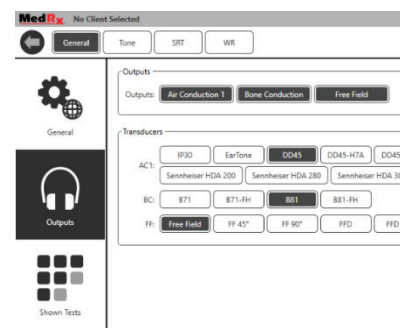 MedRx No Client Selected
General Tone SRT WR
Outputs
Outputs: Air Conduction 1 Bone Conduction Free Field
General
Transducers
AC1: IP30 EarTone DD45 DD45-H7A DD45
Sennheiser HDA 200 Sennheiser HDA 280 Sennheiser HDA 30
BC: B71 B71-FH B81 B81-FH
FF: Free Field FF 45° FF 90° FFD FFD
Outputs
Shown Tests